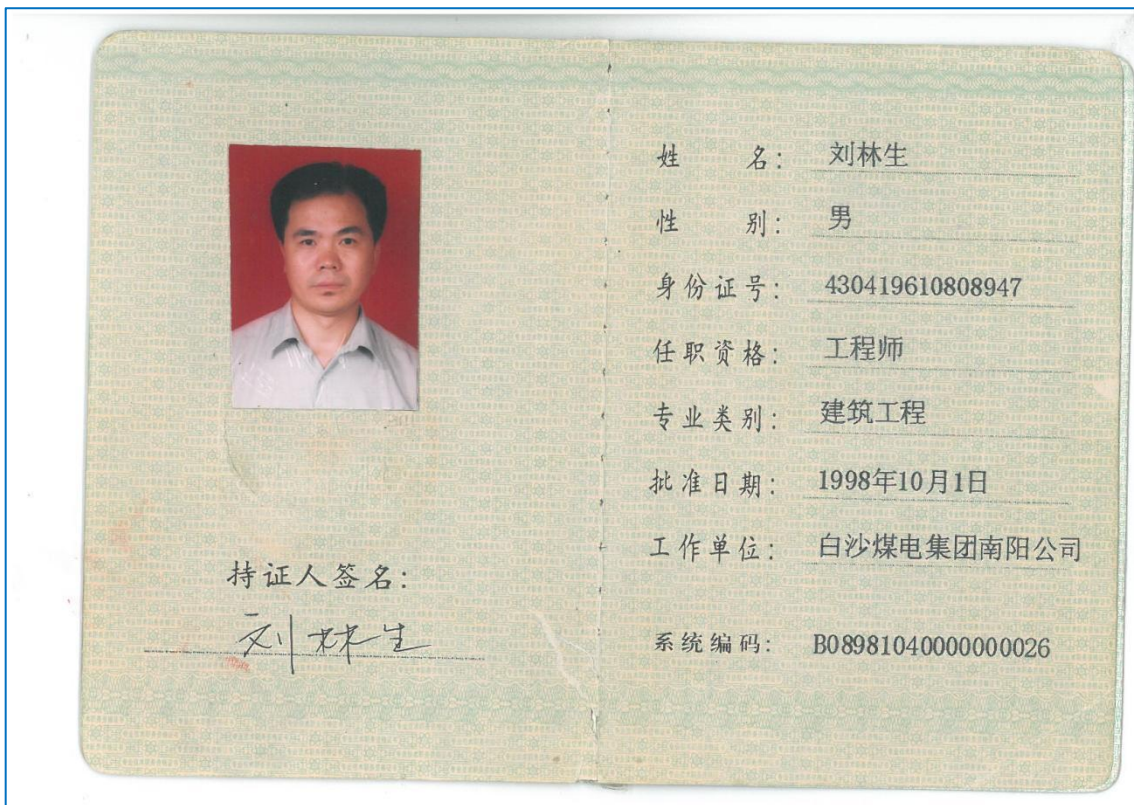 持证人签名:
刘林生
姓 名: 刘林生
性 别: 男
身份证号: 430419610808947
任职资格: 工程师
专业类别: 建筑工程
批准日期: 1998年10月1日
工作单位: 白沙煤电集团南阳公司
系统编码: B08981040000000026